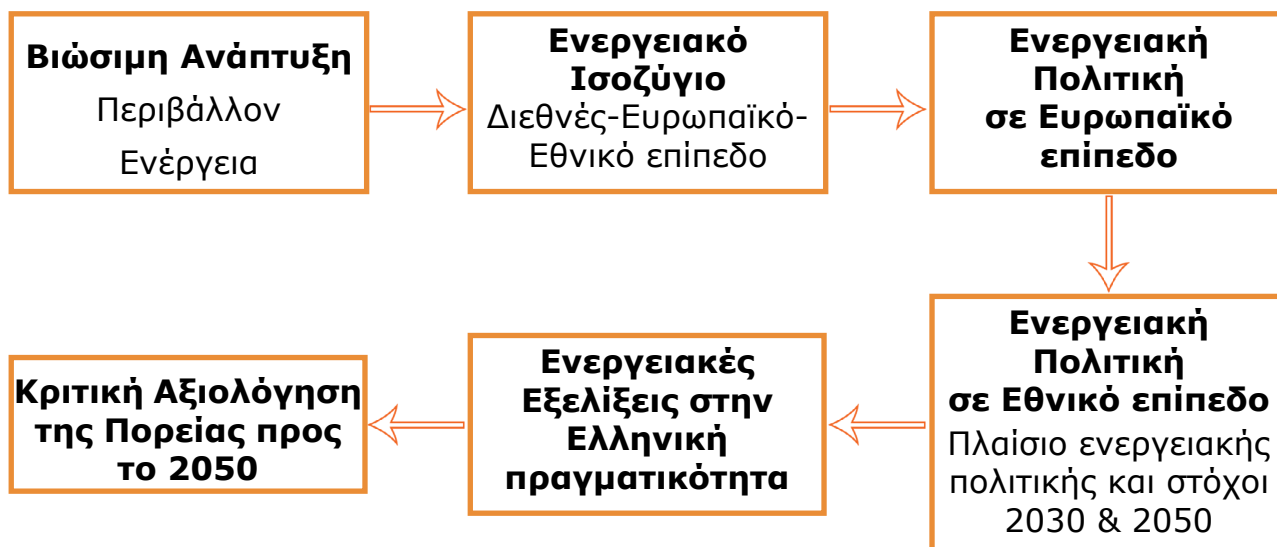 Βιώσιμη Ανάπτυξη
Περιβάλλον
Ενέργεια
Ενεργειακό
Ισοζύγιο
Διεθνές-Ευρωπαϊκό-
Εθνικό επίπεδο
Ενεργειακή
Πολιτική
σε Ευρωπαϊκό
επίπεδο
Ενεργειακή
Πολιτική
σε Εθνικό επίπεδο
Πλαίσιο ενεργειακής
πολιτικής και στόχοι
2030 & 2050
Ενεργειακές
Εξελίξεις στην
Ελληνική
πραγματικότητα
Κριτική Αξιολόγηση
της Πορείας προς
το 2050